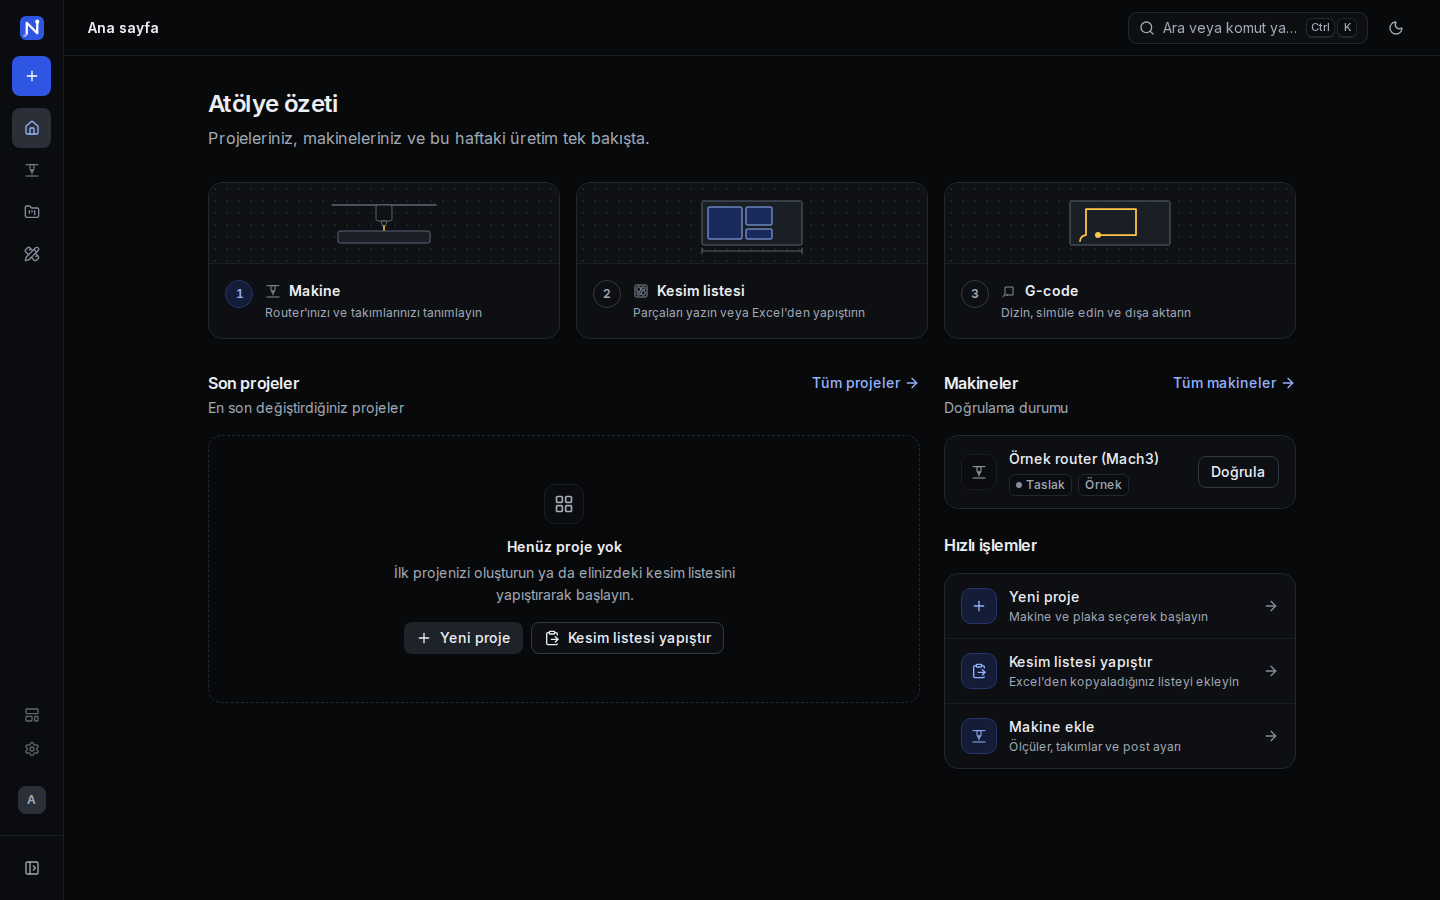 Ana sayfa
Ara veya komut ya... Ctrl K
Atölye özeti
Projeleriniz, makineleriniz ve bu haftaki üretim tek bakışta.
1 Makine
Router'ınızı ve takımlarınızı tanımlayın
2 Kesim listesi
Parçaları yazın veya Excel'den yapıştırın
3 G-code
Dizin, simüle edin ve dışa aktarın
Son projeler
Tüm projeler
En son değiştirdiğiniz projeler
Henüz proje yok
İlk projenizi oluşturun ya da elinizdeki kesim listesini
yapıştırarak başlayın.
Yeni proje
Kesim listesi yapıştır
Makineler
Tüm makineler
Doğrulama durumu
Örnek router (Mach3)
Taslak
Örnek
Doğrula
Hızlı işlemler
Yeni proje
Makine ve plaka seçerek başlayın
Kesim listesi yapıştır
Excel'den kopyaladığınız listeyi ekleyin
Makine ekle
Ölçüler, takımlar ve post ayarı
A